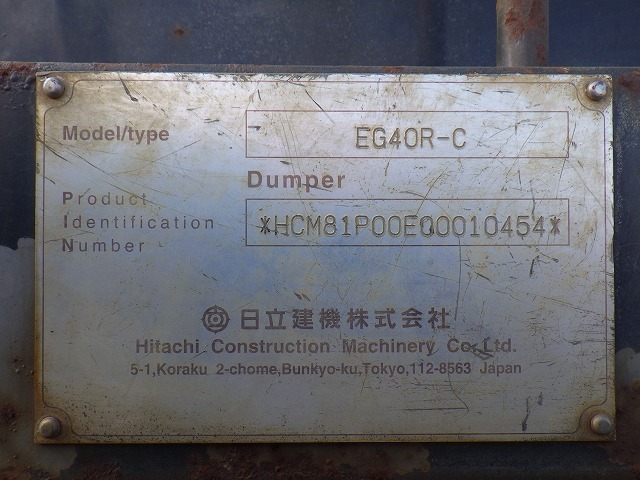 Model/type EG40R-C
Dumper
Product
Identification *HCM81P00E00010454*
Number
日立建機株式会社
Hitachi Construction Machinery Co.,Ltd.
5-1,Koraku 2-chome,Bunkyo-ku,Tokyo,112-8563 Japan